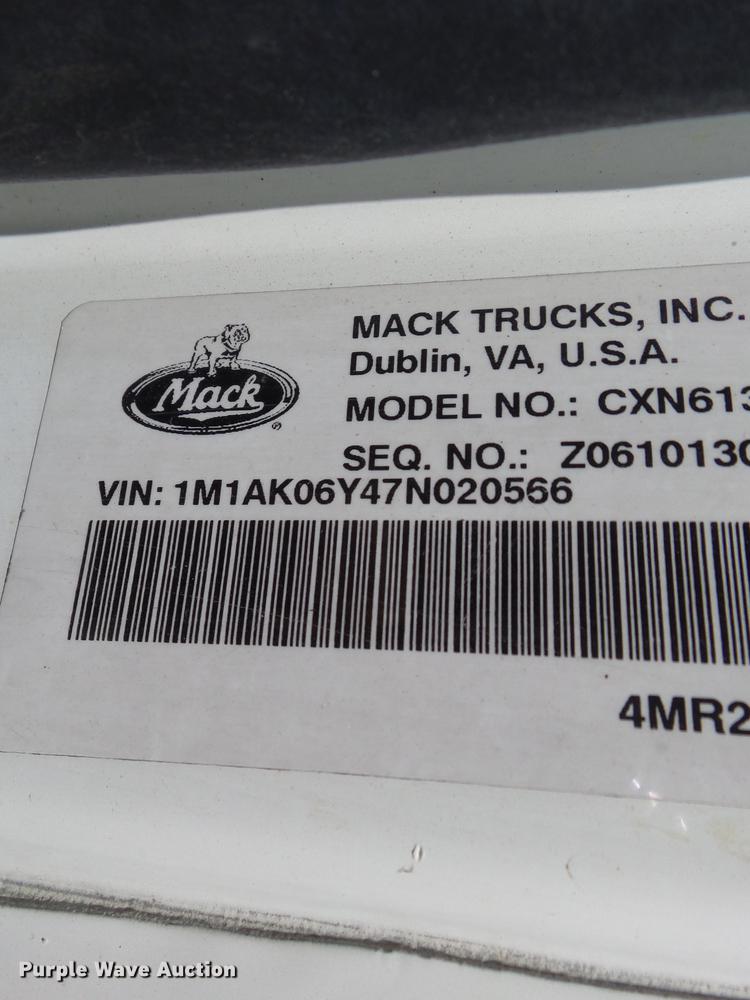 MACK TRUCKS, INC.
Dublin, VA, U.S.A.
Mack ®
MODEL NO.: CXN613
SEQ. NO.: Z0610130
VIN: 1M1AK06Y47N020566
4MR2
Purple Wave Auction